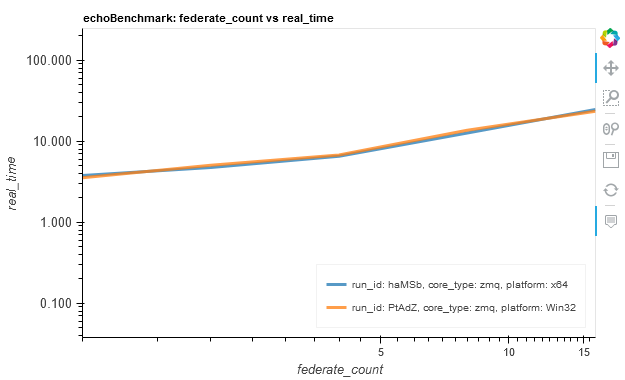 echoBenchmark: federate_count vs real_time
100.000
10.000
1.000
0.100
real_time
run_id: haMSb, core_type: zmq, platform: x64
run_id: PtAdZ, core_type: zmq, platform: Win32
5
10
15
federate_count